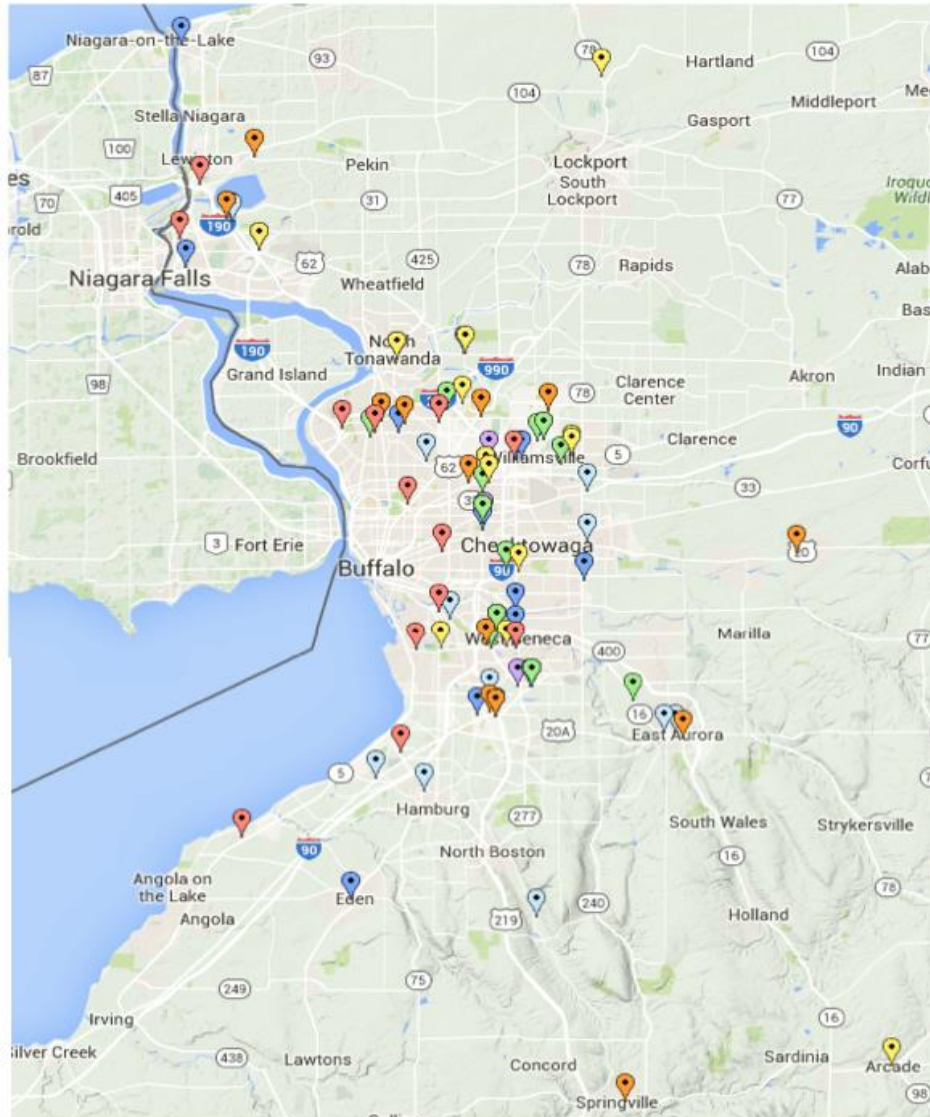 Niagara-on-the-Lake
93
78
Hartland
104
87
104
Middleport
Stella Niagara
Gasport
100
Pekin
Lockport
South
Lockport
405
70
31
77
190
62
425
78
Rapids
Niagara Falls
Wheatfield
North
Tonawanda
190
990
98
Grand Island
Clarence
Center
Akron
Indian
78
90
Brookfield
Williamsville
5
Clarence
62
33
3
Fort Erie
20
Buffalo
90
Marilla
400
77
16
20A
East Aurora
5
Hamburg
277
South Wales
Strykersville
90
North Boston
16
Angola on
the Lake
Eden
78
Angola
219
240
Holland
75
249
Irving
16
Silver Creek
438
Lawtons
Concord
Sardinia
Arcade
Springville
98